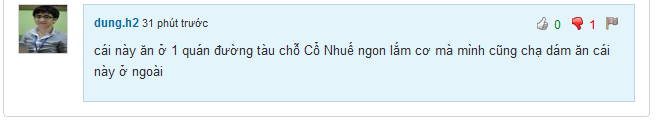 dung.h2 31 phút trước 0 1
cái này ăn ở 1 quán đường tàu chỗ Cổ Nhuế ngon lắm cơ mà mình cũng chạ dám ăn cái
này ở ngoài